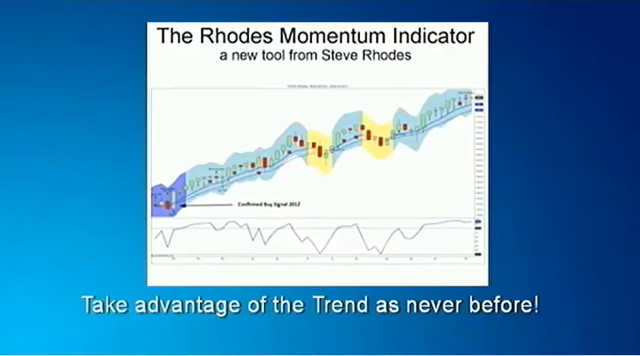 The Rhodes Momentum Indicator
a new tool from Steve Rhodes
Confirmed Buy Signal 2012
Take advantage of the Trend as never before!